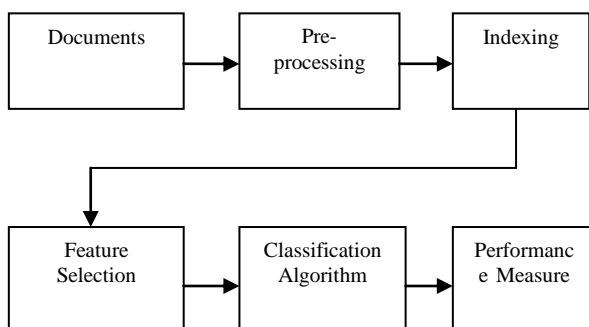 Documents
Pre-
processing
Indexing
Feature
Selection
Classification
Algorithm
Performanc
e Measure